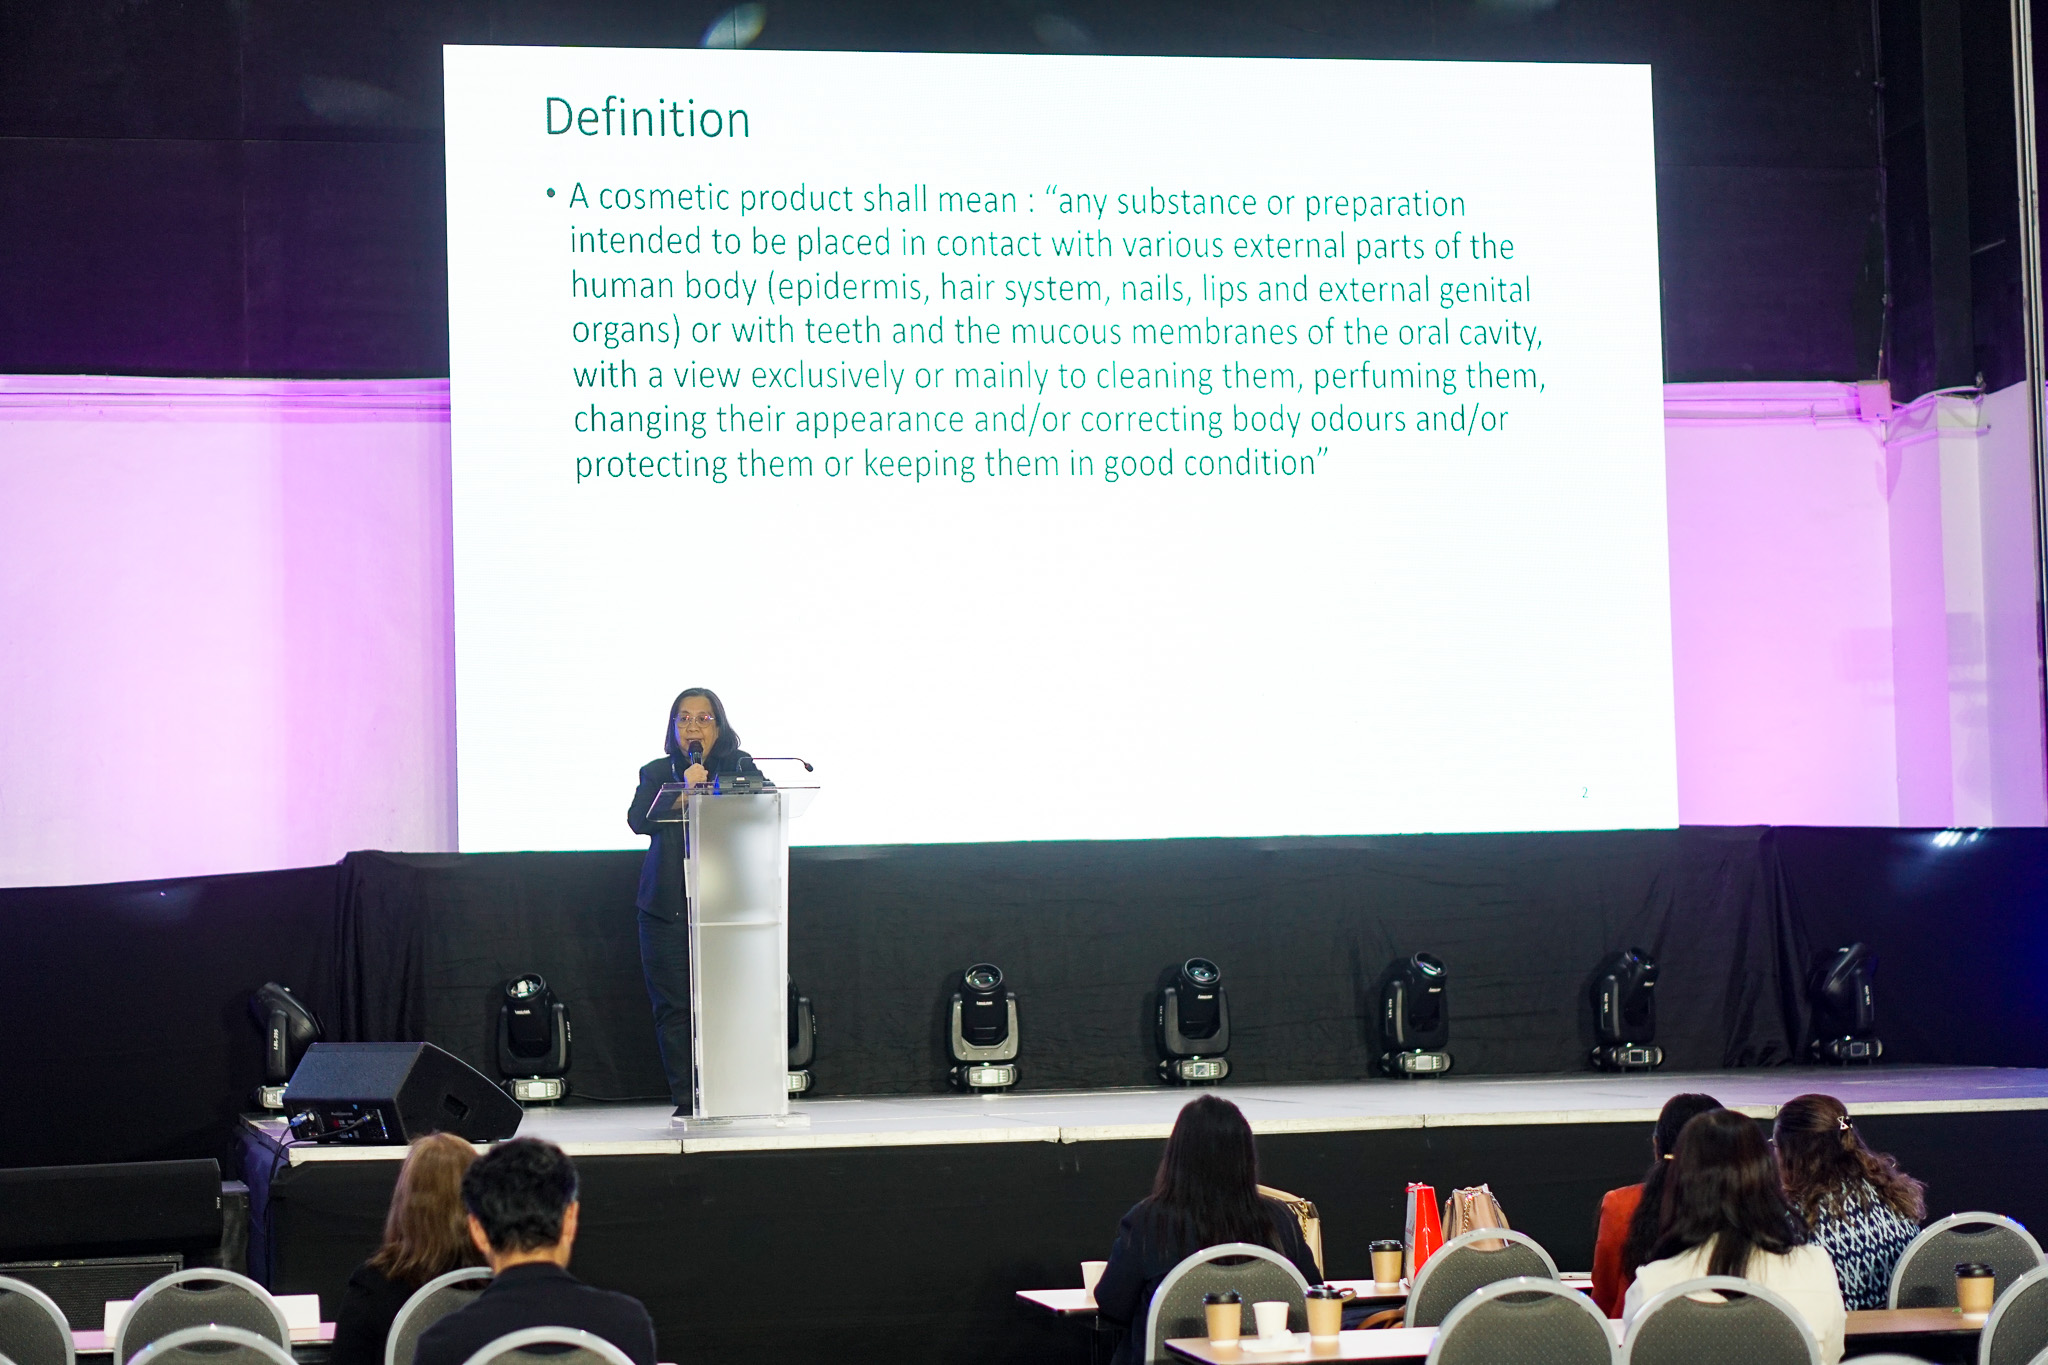 Definition
• A cosmetic product shall mean : “any substance or preparation
intended to be placed in contact with various external parts of the
human body (epidermis, hair system, nails, lips and external genital
organs) or with teeth and the mucous membranes of the oral cavity,
with a view exclusively or mainly to cleaning them, perfuming them,
changing their appearance and/or correcting body odours and/or
protecting them or keeping them in good condition”
2